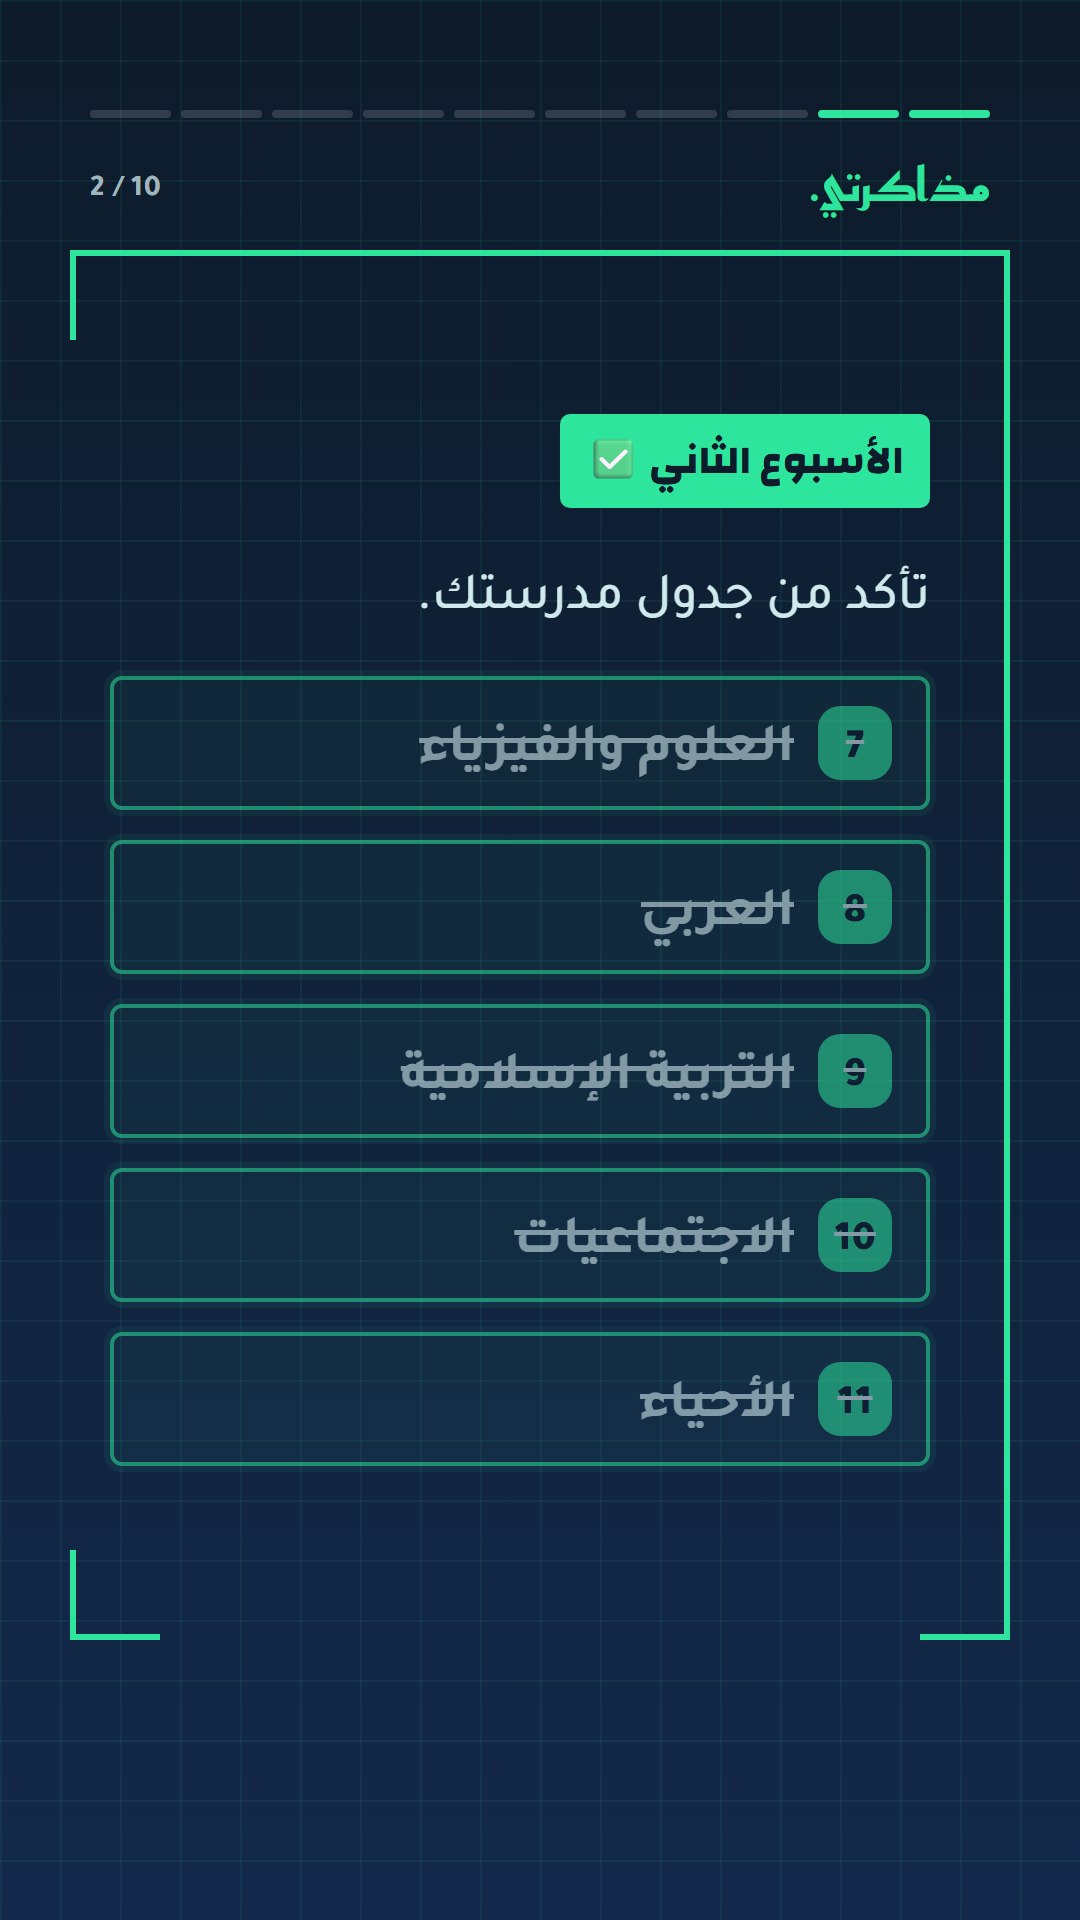 مذاكرتي.
2 / 10
الأسبوع الثاني ✅
تأكد من جدول مدرستك.
7 العلوم والفيزياء
8 العربي
9 التربية الإسلامية
10 الاجتماعيات
11 الأحياء